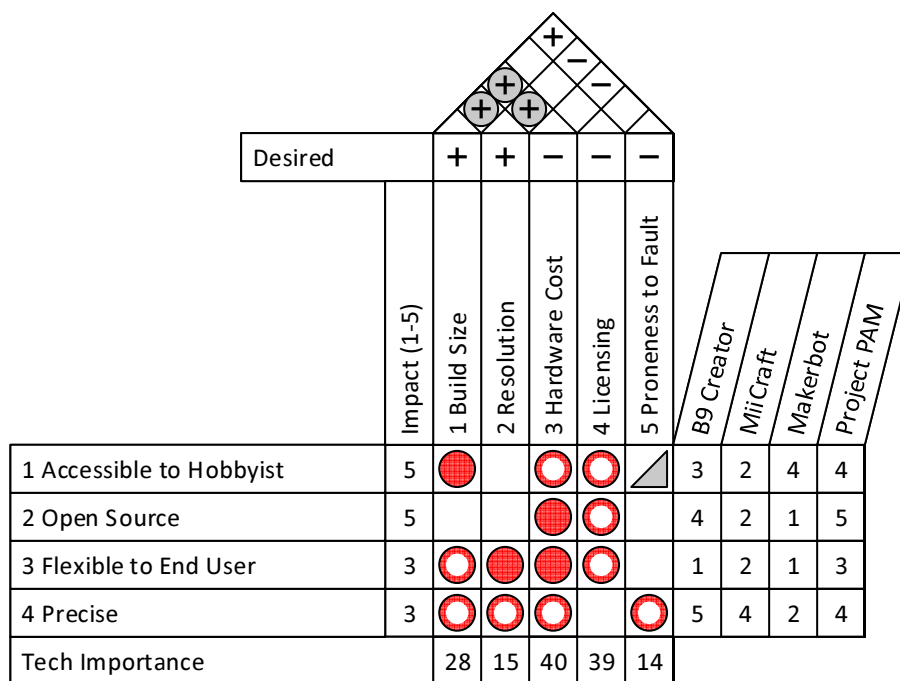 +
−
+ −
+ +
Desired + + − − −
Impact (1-5)
1 Build Size
2 Resolution
3 Hardware Cost
4 Licensing
5 Proneness to Fault
B9 Creator
MiiCraft
Makerbot
Project PAM
1 Accessible to Hobbyist 5 3 2 4 4
2 Open Source 5 4 2 1 5
3 Flexible to End User 3 1 2 1 3
4 Precise 3 5 4 2 4
Tech Importance 28 15 40 39 14